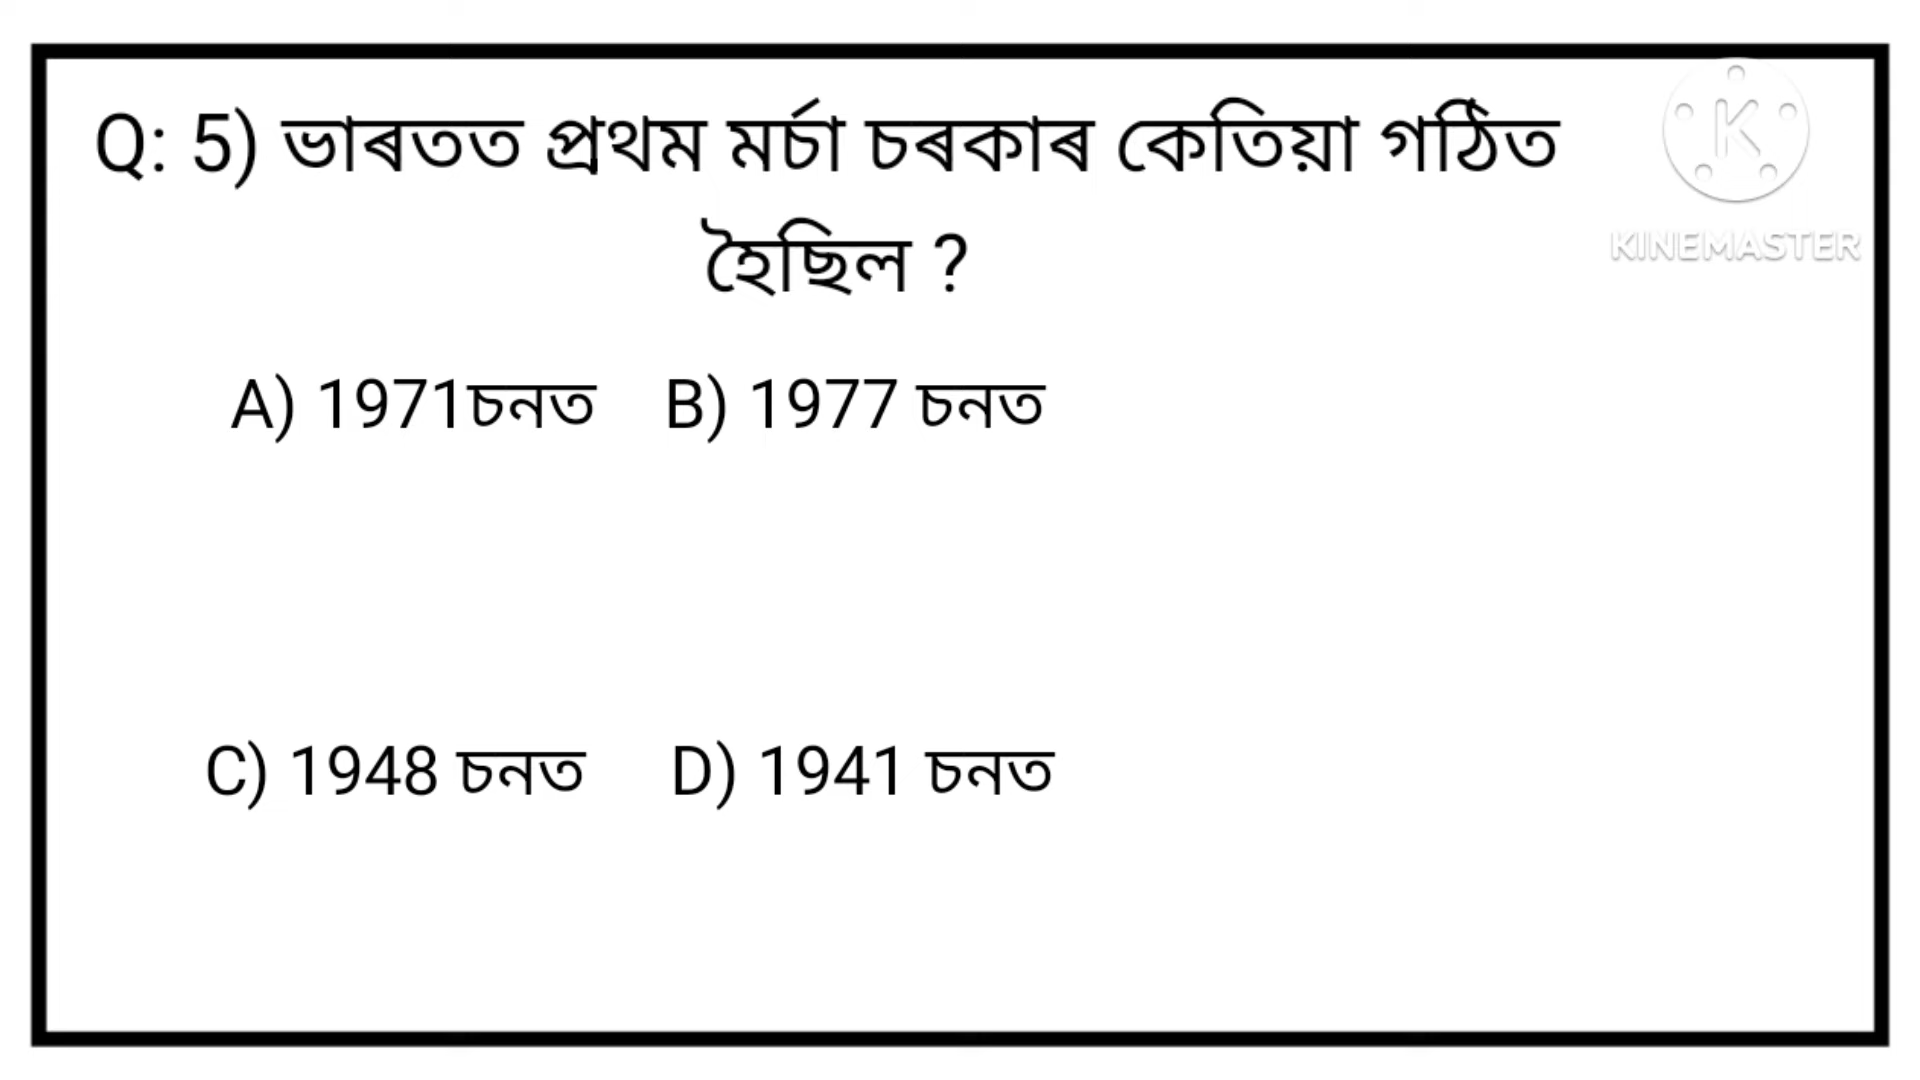 Q: 5) ভাৰতত প্ৰথম মৰ্চা চৰকাৰ কেতিয়া গঠিত
হৈছিল ?
KINEMASTER
A) 1971চনত B) 1977 চনত
C) 1948 চনত D) 1941 চনত